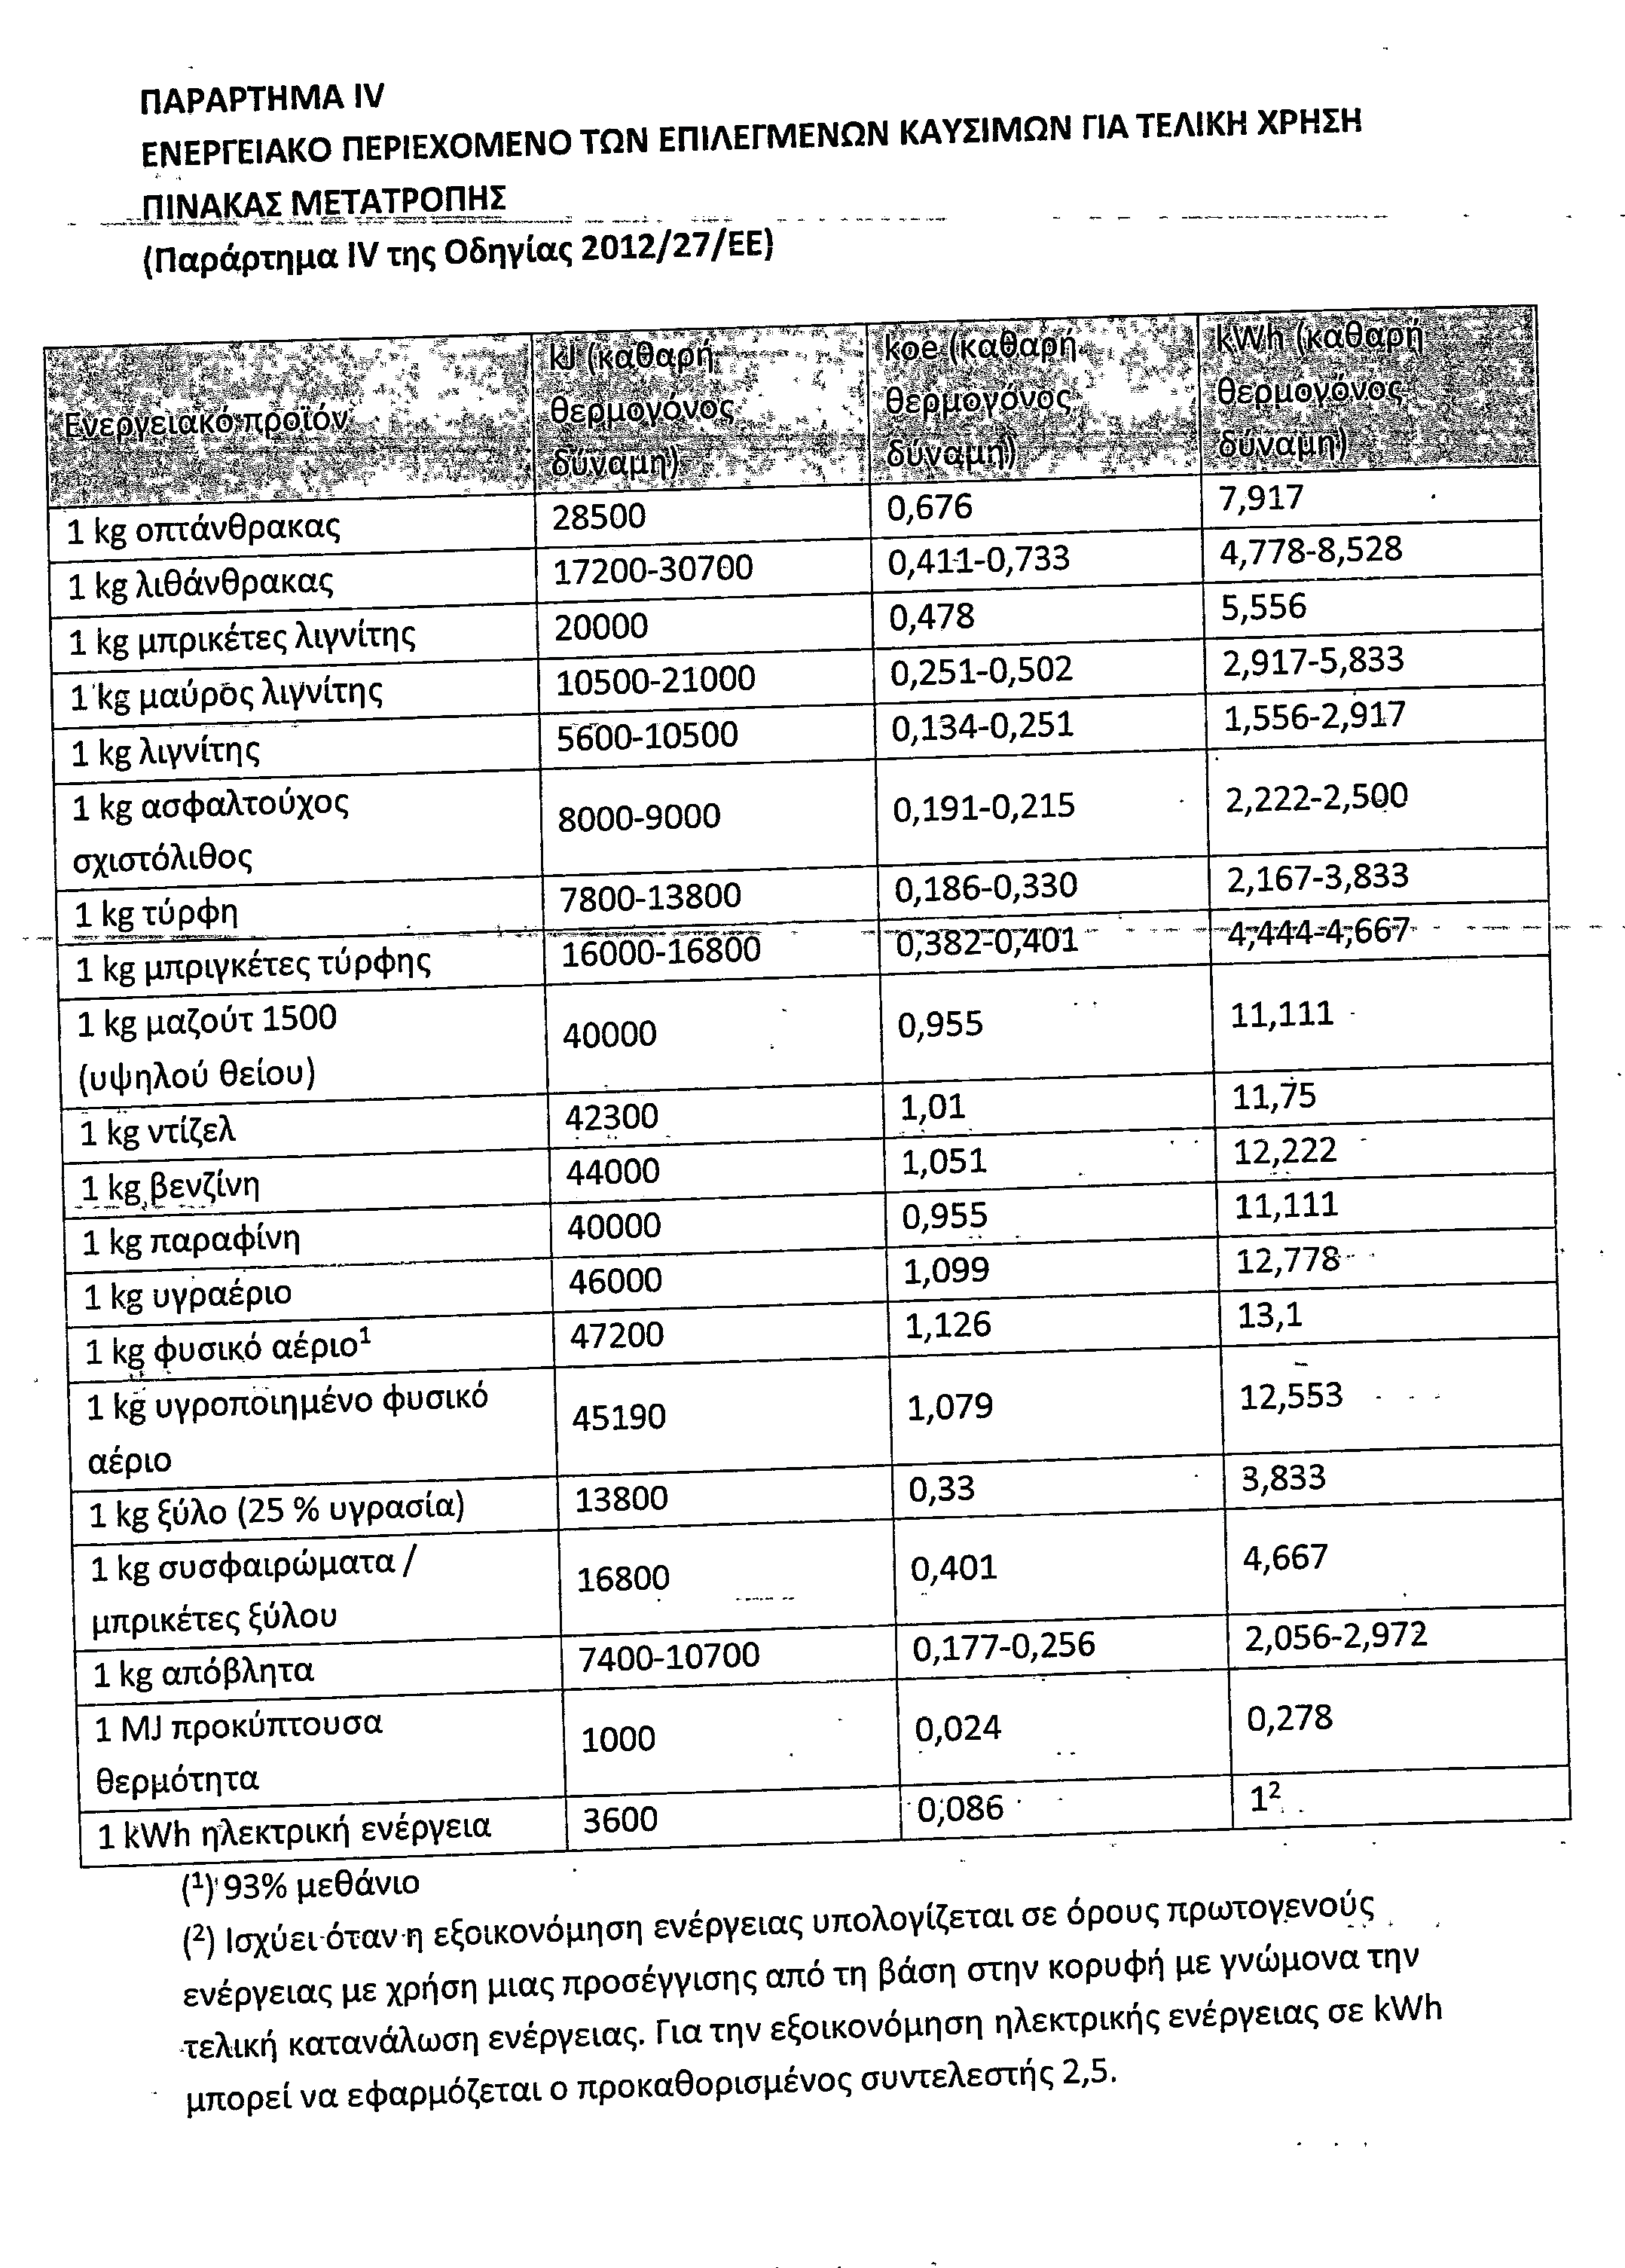 ΠΑΡΑΡΤΗΜΑ IV
ΕΝΕΡΓΕΙΑΚΟ ΠΕΡΙΕΧΟΜΕΝΟ ΤΩΝ ΕΠΙΛΕΓΜΕΝΩΝ ΚΑΥΣΙΜΩΝ ΓΙΑ ΤΕΛΙΚΗ ΧΡΗΣΗ
ΠΙΝΑΚΑΣ ΜΕΤΑΤΡΟΠΗΣ
(Παράρτημα IV της Οδηγίας 2012/27/ΕΕ)
Ενεργειακό προϊόν kJ (καθαρή θερμογόνος δύναμη) koe (καθαρή θερμογόνος δύναμη) kWh (καθαρή θερμογόνος δύναμη)
1 kg οπτάνθρακας 28500 0,676 7,917
1 kg λιθάνθρακας 17200-30700 0,411-0,733 4,778-8,528
1 kg μπρικέτες λιγνίτης 20000 0,478 5,556
1 kg μαύρος λιγνίτης 10500-21000 0,251-0,502 2,917-5,833
1 kg λιγνίτης 5600-10500 0,134-0,251 1,556-2,917
1 kg ασφαλτούχος
σχιστόλιθος 8000-9000 0,191-0,215 2,222-2,500
1 kg τύρφη 7800-13800 0,186-0,330 2,167-3,833
1 kg μπριγκέτες τύρφης 16000-16800 0,382-0,401 4,444-4,667
1 kg μαζούτ 1500
(υψηλού θείου) 40000 0,955 11,111
1 kg ντίζελ 42300 1,01 11,75
1 kg βενζίνη 44000 1,051 12,222
1 kg παραφίνη 40000 0,955 11,111
1 kg υγραέριο 46000 1,099 12,778
1 kg φυσικό αέριο¹ 47200 1,126 13,1
1 kg υγροποιημένο φυσικό
αέριο 45190 1,079 12,553
1 kg ξύλο (25 % υγρασία) 13800 0,33 3,833
1 kg συσφαιρώματα /
μπρικέτες ξύλου 16800 0,401 4,667
1 kg απόβλητα 7400-10700 0,177-0,256 2,056-2,972
1 MJ προκύπτουσα
θερμότητα 1000 0,024 0,278
1 kWh ηλεκτρική ενέργεια 3600 0,086 1²
(¹) 93% μεθάνιο
(²) Ισχύει όταν η εξοικονόμηση ενέργειας υπολογίζεται σε όρους πρωτογενούς
ενέργειας με χρήση μιας προσέγγισης από τη βάση στην κορυφή με γνώμονα την
τελική κατανάλωση ενέργειας. Για την εξοικονόμηση ηλεκτρικής ενέργειας σε kWh
μπορεί να εφαρμόζεται ο προκαθορισμένος συντελεστής 2,5.